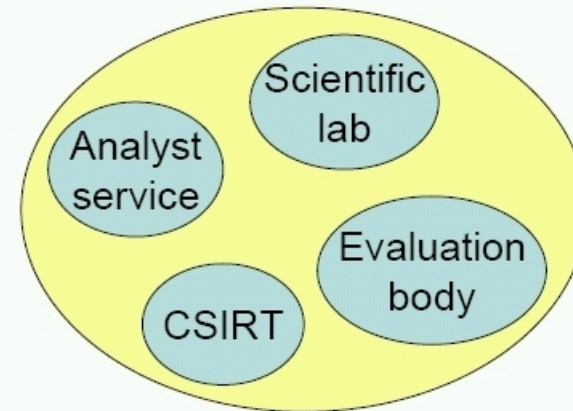 Scientific
lab
Analyst
service
Evaluation
body
CSIRT